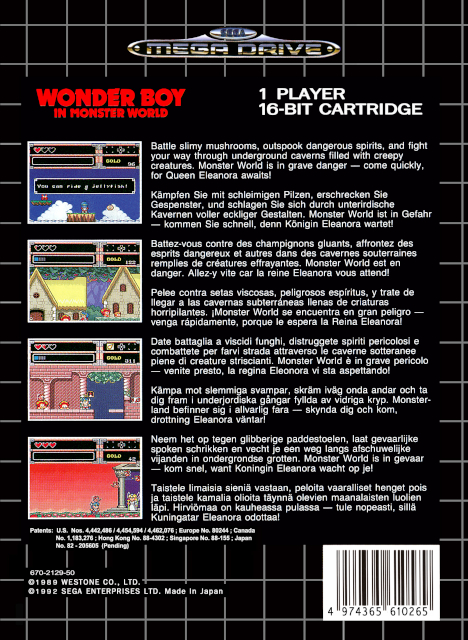 SEGA
MEGA DRIVE
WONDER BOY
IN MONSTER WORLD
1 PLAYER
16-BIT CARTRIDGE
GOLD
96
You can ride a Jellyfish!
Battle slimy mushrooms, outspook dangerous spirits, and fight
your way through underground caverns filled with creepy
creatures. Monster World is in grave danger — come quickly,
for Queen Eleanora awaits!
Kämpfen Sie mit schleimigen Pilzen, erschrecken Sie
Gespenster, und schlagen Sie sich durch unterirdische
Kavernen voller eckliger Gestalten. Monster World ist in Gefahr
— kommen Sie schnell, denn Königin Eleanora wartet!
GOLD
122
Battez-vous contre des champignons gluants, affrontez des
esprits dangereux et autres dans des cavernes souterraines
remplies de créatures effrayantes. Monster World est en
danger. Allez-y vite car la reine Eleanora vous attend!
Pelee contra setas viscosas, peligrosos espíritus, y trate de
llegar a las cavernas subterráneas llenas de criaturas
horripilantes. ¡Monster World se encuentra en gran peligro —
venga rápidamente, porque le espera la Reina Eleanora!
GOLD
211
Date battaglia a viscidi funghi, distruggete spiriti pericolosi e
combattete per farvi strada attraverso le caverne sotteranee
piene di creature striscianti. Monster World è in grave pericolo
— venite presto, la regina Eleanora vi sta aspettando!
Kämpa mot slemmiga svampar, skräm iväg onda andar och ta
dig fram i underjordiska gångar fyllda av vidriga kryp. Monster-
land befinner sig i allvarlig fara — skynda dig och kom,
drottning Eleanora väntar!
GOLD
42
Neem het op tegen glibberige paddestoelen, laat gevaarlijke
spoken schrikken en vecht je een weg langs afschuwelijke
vijanden in ondergrondse grotten. Monster World is in gevaar
— kom snel, want Koningin Eleanora wacht op je!
Taistele limaisia sieniä vastaan, peloita vaaralliset henget pois
ja taistele kamalia olioita täynnä olevien maanalaisten luolien
läpi. Hirviömaa on kauheassa pulassa — tule nopeasti, sillä
Kuningatar Eleanora odottaa!
Patents: U.S. Nos. 4,442,486 / 4,454,594 / 4,462,076 ; Europe No. 80244 ; Canada
No. 1,183,276 ; Hong Kong No. 88-4302 ; Singapore No. 88-155 ; Japan
No. 82 - 205605 (Pending)
670-2129-50
©1989 WESTONE CO., LTD.
©1992 SEGA ENTERPRISES LTD. Made in Japan
4 974365 610265